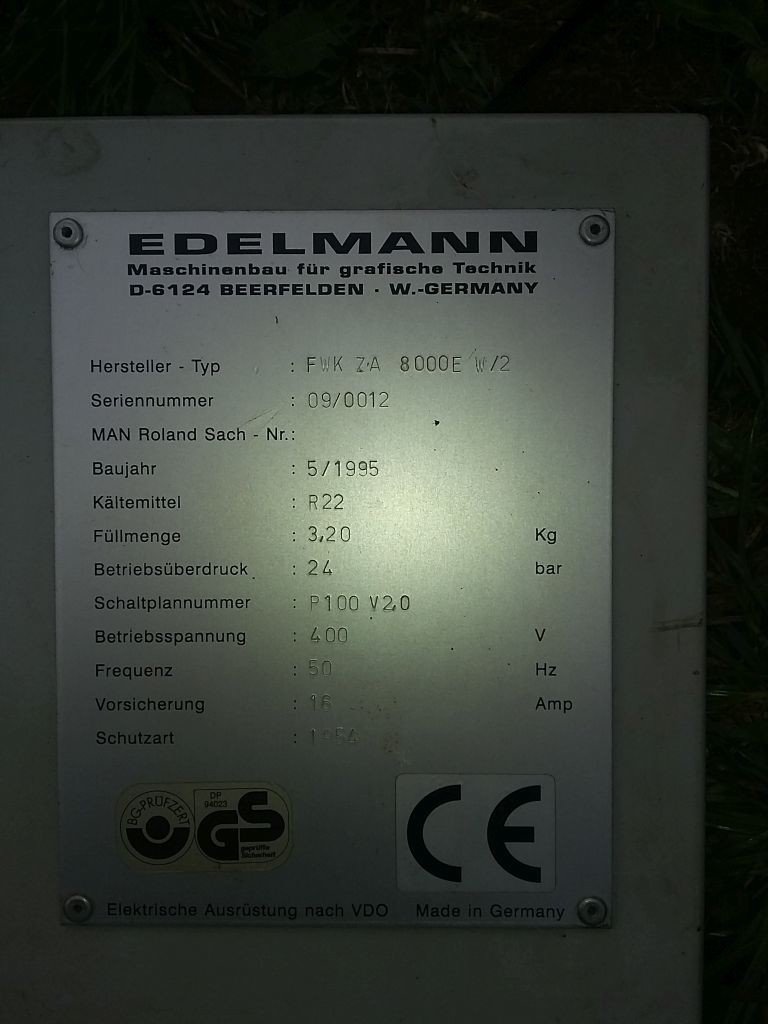 EDELMANN
Maschinenbau für grafische Technik
D-6124 BEERFELDEN · W.-GERMANY
Hersteller - Typ : FWK ZA 8000E W/2
Seriennummer : 09/0012
MAN Roland Sach - Nr.:
Baujahr : 5/1995
Kältemittel : R22
Füllmenge : 3,20 Kg
Betriebsüberdruck : 24 bar
Schaltplannummer : P100 V2,0
Betriebsspannung : 400 V
Frequenz : 50 Hz
Vorsicherung : 16 Amp
Schutzart :
BG-PRÜFZERT
DP
94023
GS
geprüfte
Sicherheit
CE
Elektrische Ausrüstung nach VDO Made in Germany